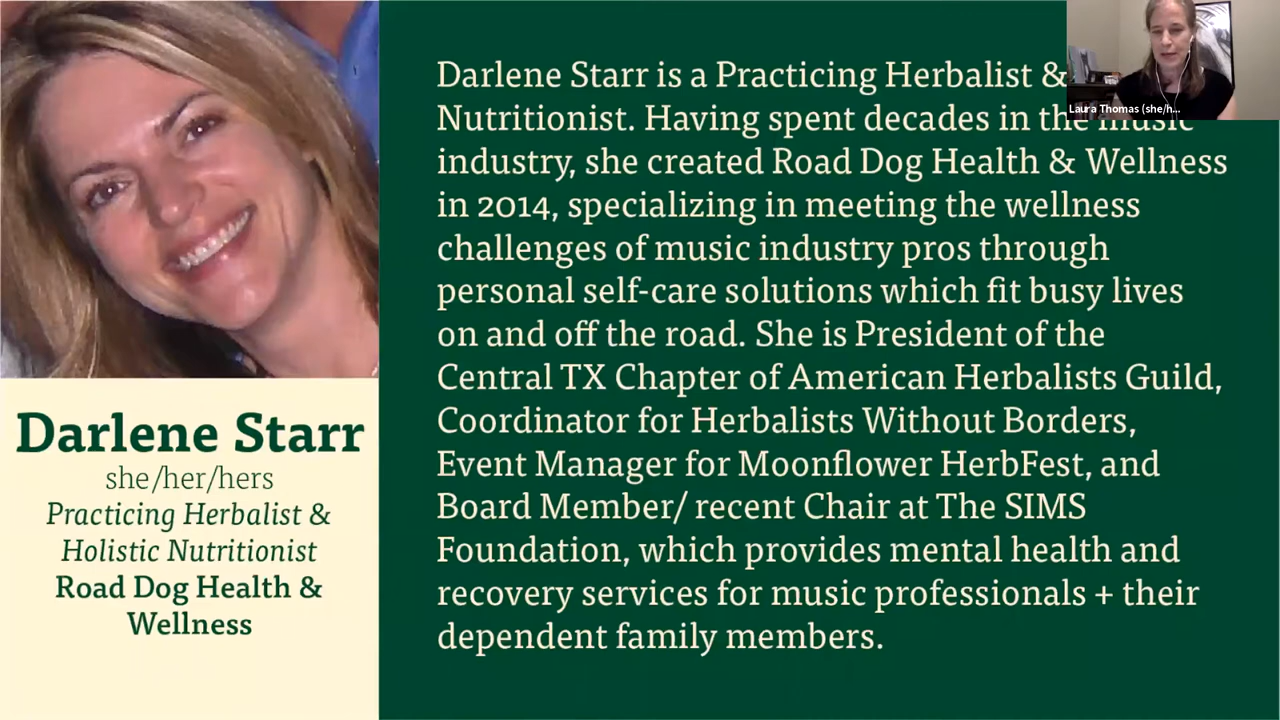 Darlene Starr is a Practicing Herbalist &
Nutritionist. Having spent decades in the music
industry, she created Road Dog Health & Wellness
in 2014, specializing in meeting the wellness
challenges of music industry pros through
personal self-care solutions which fit busy lives
on and off the road. She is President of the
Central TX Chapter of American Herbalists Guild,
Coordinator for Herbalists Without Borders,
Event Manager for Moonflower HerbFest, and
Board Member/ recent Chair at The SIMS
Foundation, which provides mental health and
recovery services for music professionals + their
dependent family members.
Laura Thomas (she/h...
Darlene Starr
she/her/hers
Practicing Herbalist &
Holistic Nutritionist
Road Dog Health &
Wellness